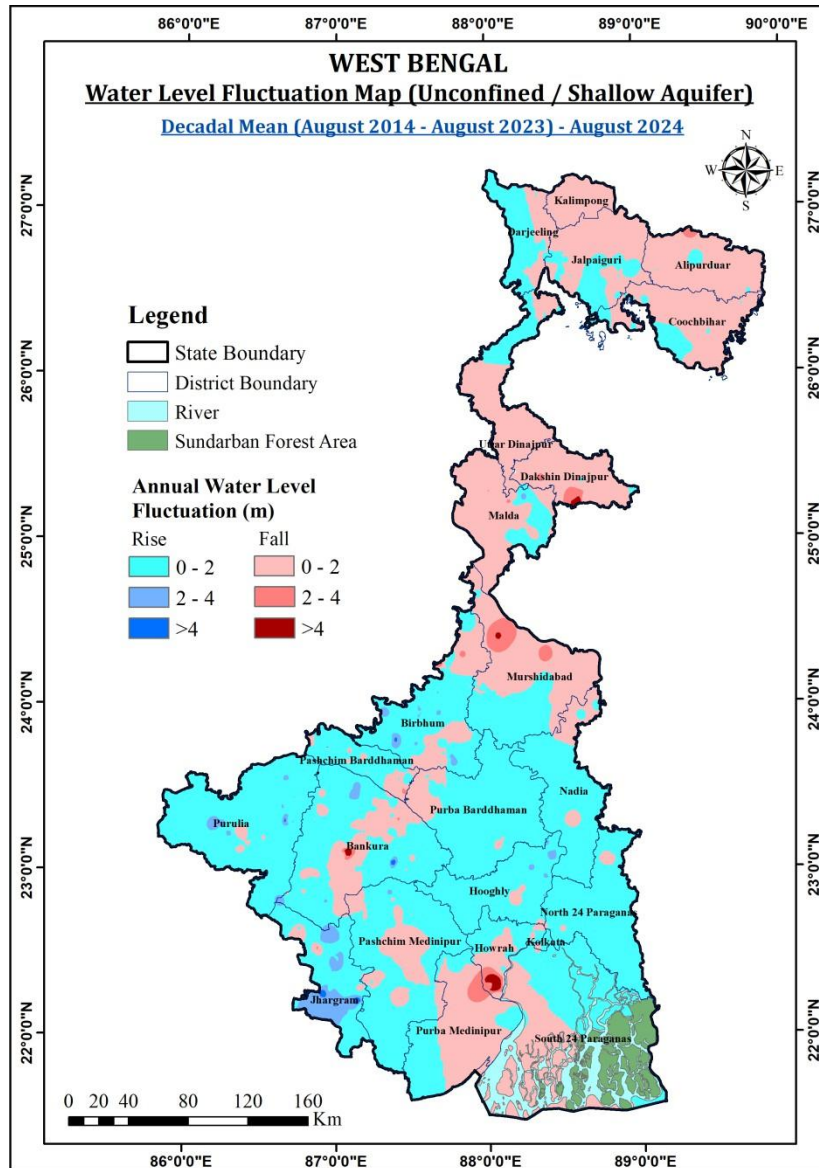 86°0'0"E 87°0'0"E 88°0'0"E 89°0'0"E 90°0'0"E
WEST BENGAL
Water Level Fluctuation Map (Unconfined / Shallow Aquifer)
Decadal Mean (August 2014 - August 2023) - August 2024
N
W E
S
27°0'0"N 27°0'0"N
Kalimpong
Darjeeling
Jalpaiguri
Alipurduar
Coochbihar
Legend
State Boundary
District Boundary
River
Sundarban Forest Area
26°0'0"N 26°0'0"N
Uttar Dinajpur
Dakshin Dinajpur
Malda
Annual Water Level
Fluctuation (m)
Rise Fall
0 - 2 0 - 2
2 - 4 2 - 4
>4 >4
25°0'0"N 25°0'0"N
Murshidabad
24°0'0"N 24°0'0"N
Birbhum
Pashchim Barddhaman
Nadia
Purba Barddhaman
Purulia
Bankura
23°0'0"N 23°0'0"N
Hooghly
North 24 Paraganas
Pashchim Medinipur
Howrah
Kolkata
Jhargram
Purba Medinipur
South 24 Paraganas
22°0'0"N 22°0'0"N
0 20 40 80 120 160
Km
86°0'0"E 87°0'0"E 88°0'0"E 89°0'0"E